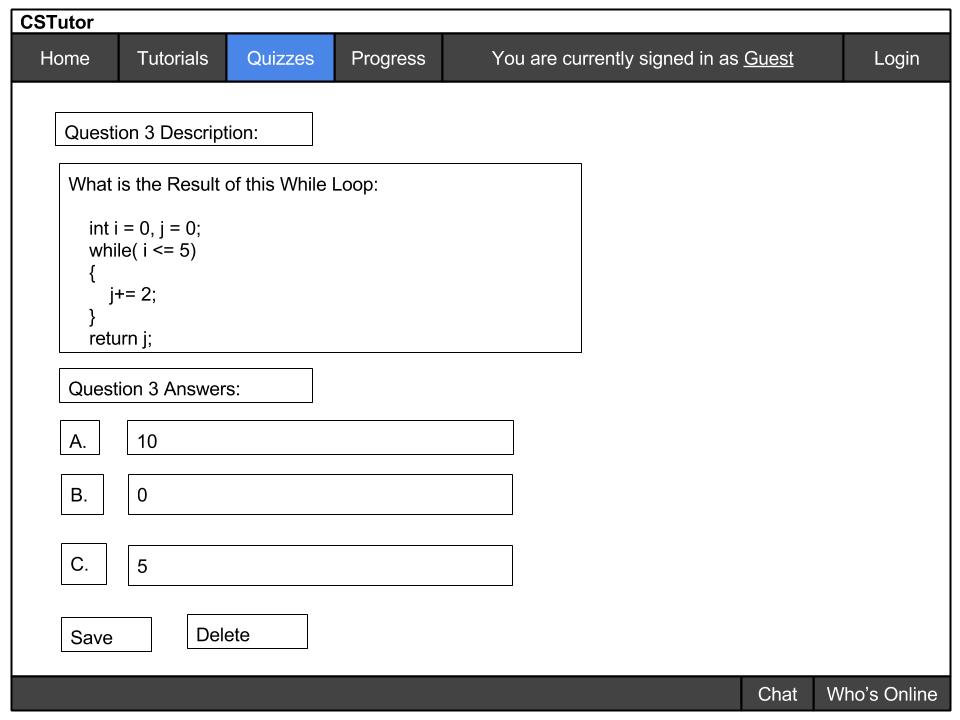 CSTutor
Home Tutorials Quizzes Progress You are currently signed in as Guest Login
Question 3 Description:
What is the Result of this While Loop:
int i = 0, j = 0;
while( i <= 5)
{
j+= 2;
}
return j;
Question 3 Answers:
A. 10
B. 0
C. 5
Save Delete
Chat Who’s Online